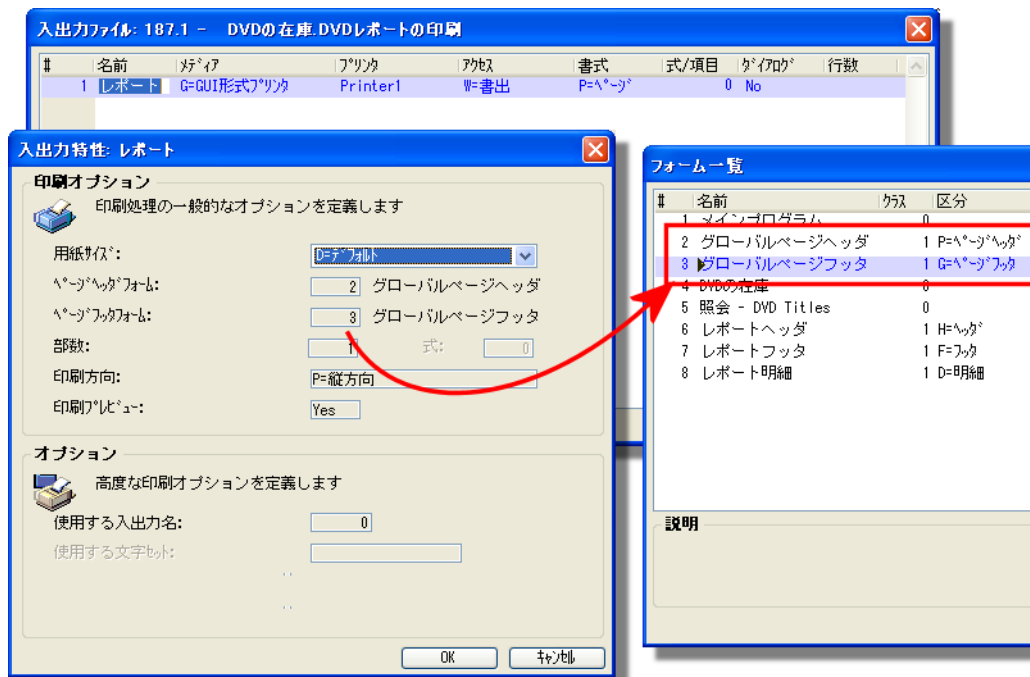 入出力ファイル: 187.1 - DVDの在庫.DVDレポートの印刷
# 名前 ﾒﾃﾞｨｱ ﾌﾟﾘﾝﾀ ｱｸｾｽ 書式 式/項目 ﾀﾞｲｱﾛｸﾞ 行数
1 レポート G=GUI形式ﾌﾟﾘﾝﾀ Printer1 W=書出 P=ﾍﾟｰｼﾞ 0 No
入出力特性: レポート
印刷オプション
印刷処理の一般的なオプションを定義します
用紙ｻｲｽﾞ: D=ﾃﾞﾌｫﾙﾄ
ﾍﾟｰｼﾞﾍｯﾀﾞﾌｫｰﾑ: 2 グローバルページヘッダ
ﾍﾟｰｼﾞﾌｯﾀﾌｫｰﾑ: 3 グローバルページフッタ
部数: 1 式: 0
印刷方向: P=縦方向
印刷ﾌﾟﾚﾋﾞｭｰ: Yes
オプション
高度な印刷オプションを定義します
使用する入出力名: 0
使用する文字ｾｯﾄ:
OK ｷｬﾝｾﾙ
フォーム一覧
# 名前 ｸﾗｽ 区分
1 メインプログラム 0
2 グローバルページヘッダ 1 P=ﾍﾟｰｼﾞﾍｯﾀﾞ
3 グローバルページフッタ 1 G=ﾍﾟｰｼﾞﾌｯﾀ
4 DVDの在庫 0
5 照会 - DVD Titles 0
6 レポートヘッダ 1 H=ﾍｯﾀﾞ
7 レポートフッタ 1 F=ﾌｯﾀ
8 レポート明細 1 D=明細
説明